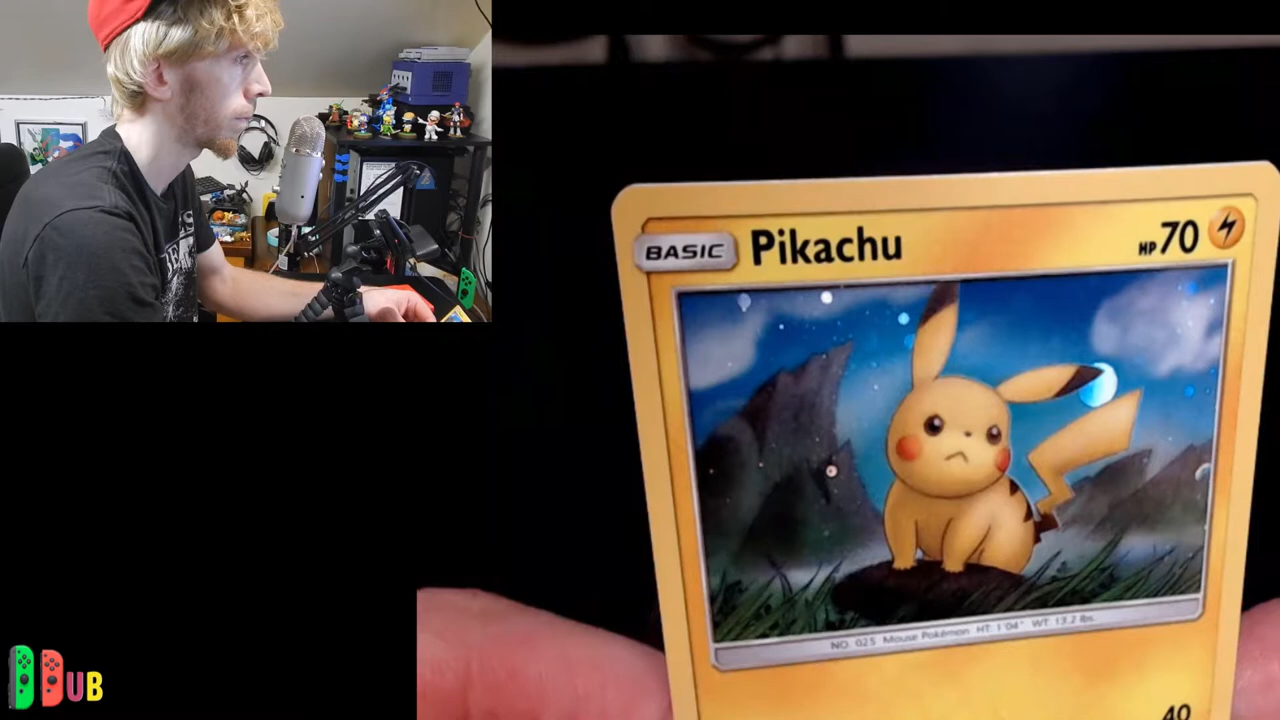 BASIC Pikachu HP 70
NO. 025 Mouse Pokémon HT: 1'04" WT: 13.2 lbs.
40
UB